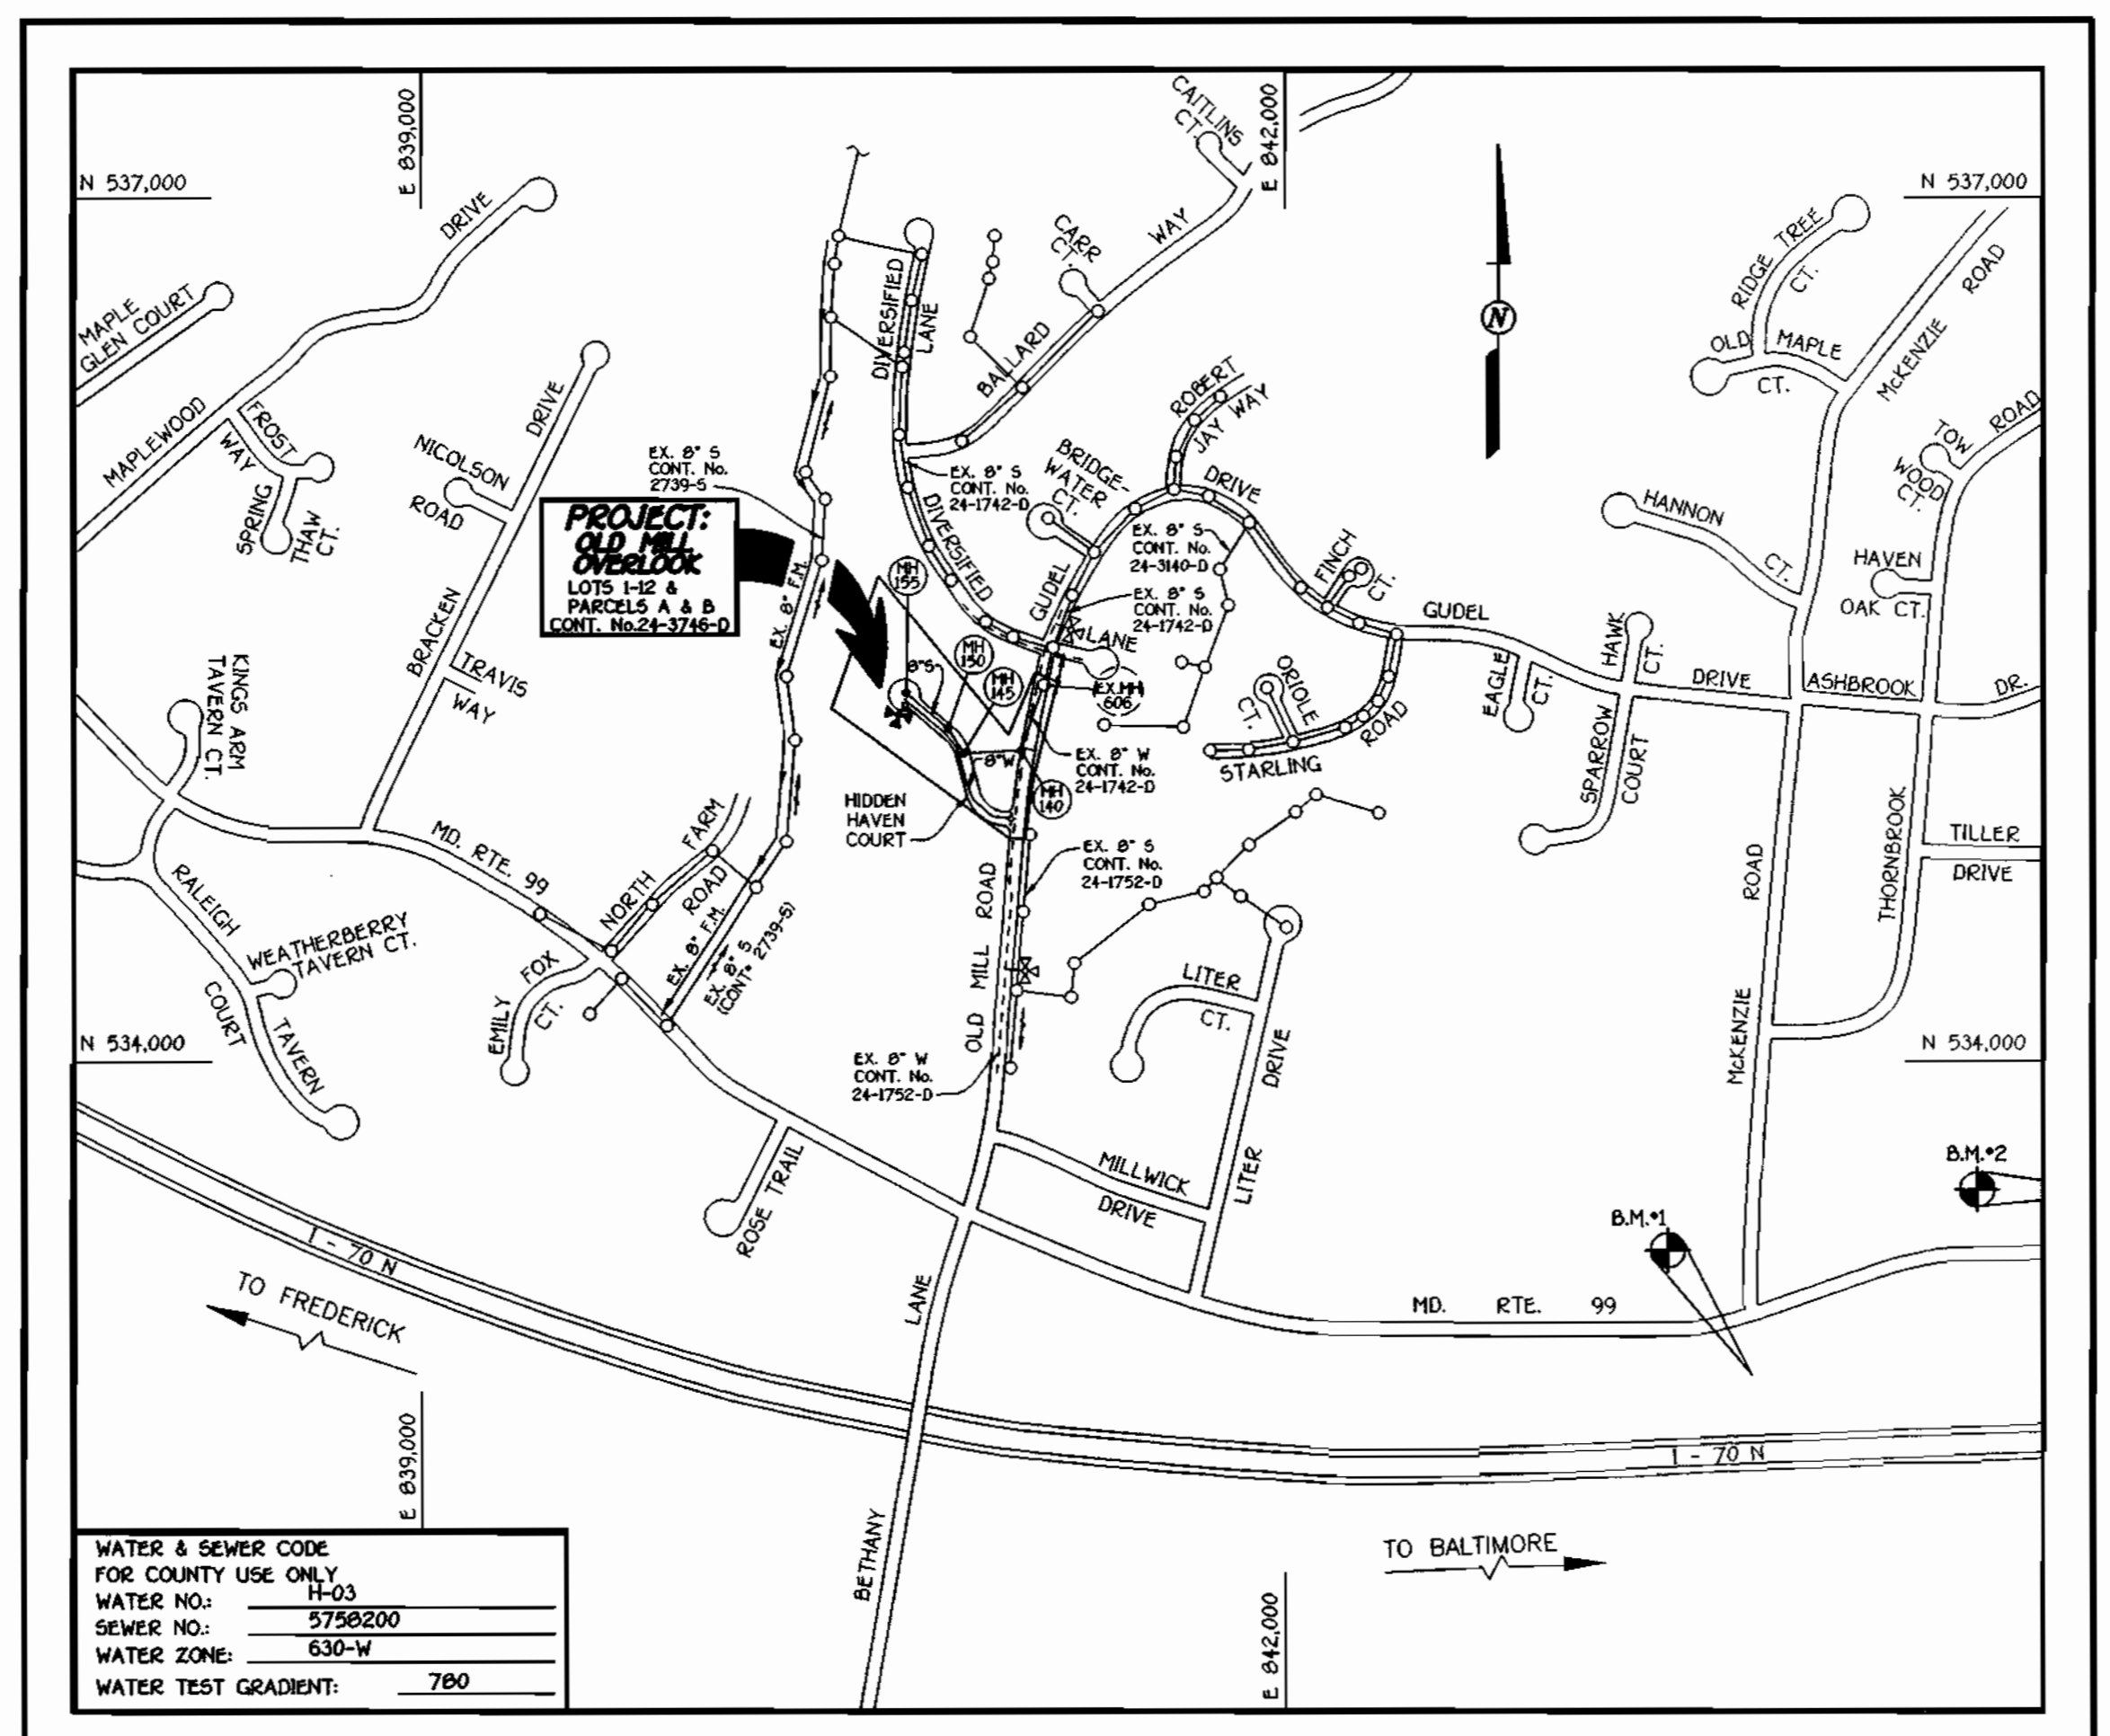 E 839,000
E 842,000
N 537,000
N 537,000
CAITLINS
CT.
DRIVE
CARR
CT.
WAY
RIDGE TREE
CT.
ROAD
MAPLE
GLEN COURT
DIVERSIFIED
LANE
BALLARD
OLD
MAPLE
CT.
McKENZIE
MAPLEWOOD
FROST
WAY
SPRING
THAW
CT.
DRIVE
NICOLSON
ROAD
ROBERT
JAY WAY
ROAD
TOW
WOOD
CT.
EX. 8" S
CONT. No.
2739-S
EX. 8" S
CONT. No.
24-1742-D
BRIDGE-
WATER
CT.
DRIVE
HANNON
CT.
PROJECT:
OLD MILL
OVERLOOK
LOTS 1-12 &
PARCELS A & B
CONT. No.24-3746-D
EX. 8" F.M.
MH
155
DIVERSIFIED
GUDEL
EX. 8" S
CONT. No.
24-3140-D
FINCH
CT.
HAVEN
OAK CT.
EX. 8" S
CONT. No.
24-1742-D
LANE
GUDEL
BRACKEN
TRAVIS
WAY
KINGS ARM
TAVERN CT.
8"S
MH
150
MH
145
EX.MH
606
ORIOLE
CT.
EAGLE
CT.
HAWK
CT.
DRIVE
ASHBROOK
DR.
ROAD
STARLING
SPARROW
COURT
8"W
EX. 8" W
CONT. No.
24-1742-D
MH
140
HIDDEN
HAVEN
COURT
MD. RTE. 99
NORTH
FARM
ROAD
EX. 8" S
CONT. No.
24-1752-D
ROAD
THORNBROOK
TILLER
DRIVE
RALEIGH
COURT
WEATHERBERRY
TAVERN CT.
TAVERN
EMILY
FOX
CT.
EX. 8" F.M.
EX. 8" S
(CONT# 2739-S)
OLD MILL ROAD
LITER
CT.
DRIVE
McKENZIE
N 534,000
N 534,000
EX. 8" W
CONT. No.
24-1752-D
MILLWICK
DRIVE
LITER
ROSE TRAIL
B.M.#2
B.M.#1
I - 70 N
TO FREDERICK
LANE
MD. RTE. 99
I - 70 N
E 839,000
BETHANY
TO BALTIMORE
E 842,000
WATER & SEWER CODE
FOR COUNTY USE ONLY
WATER NO.: H-03
SEWER NO.: 5758200
WATER ZONE: 630-W
WATER TEST GRADIENT: 780